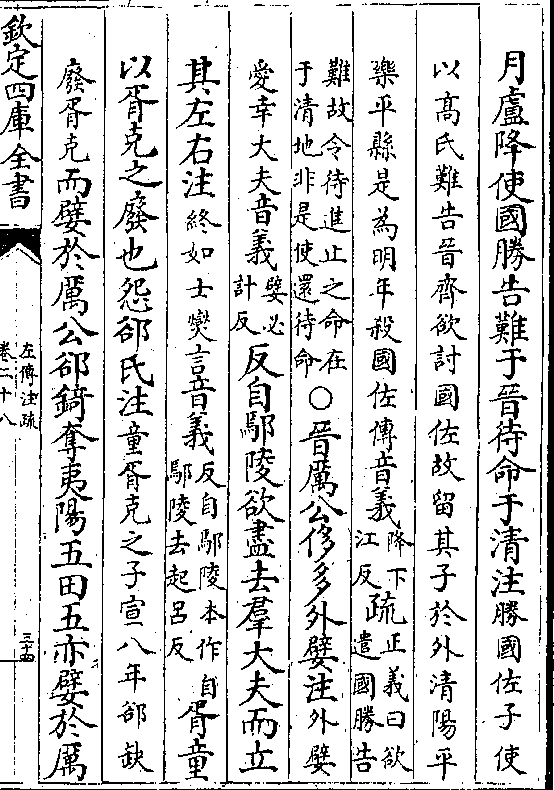 月盧降使國勝告難于晉待命于清注勝國佐子使
以髙氏難告晉齊欲討國佐故留其子於外清陽平
樂平縣是為明年殺國佐傳音義降下江反疏正義曰欲遣國勝告
難故令待進止之命在于清地非是使還待命○晉厲公侈多外嬖注外嬖
愛幸大夫音義嬖必計反反自鄢陵欲盡去羣大夫而立
其左右注終如士爕言音義反自鄢陵本作自鄢陵去起呂反胥童
以胥克之廢也怨郤氏注童胥克之子宣八年郤缺
廢胥克而嬖於厲公郤錡奪夷陽五田五亦嬖於厲
欽定四庫全書
左傳注疏
卷二十八
三十四